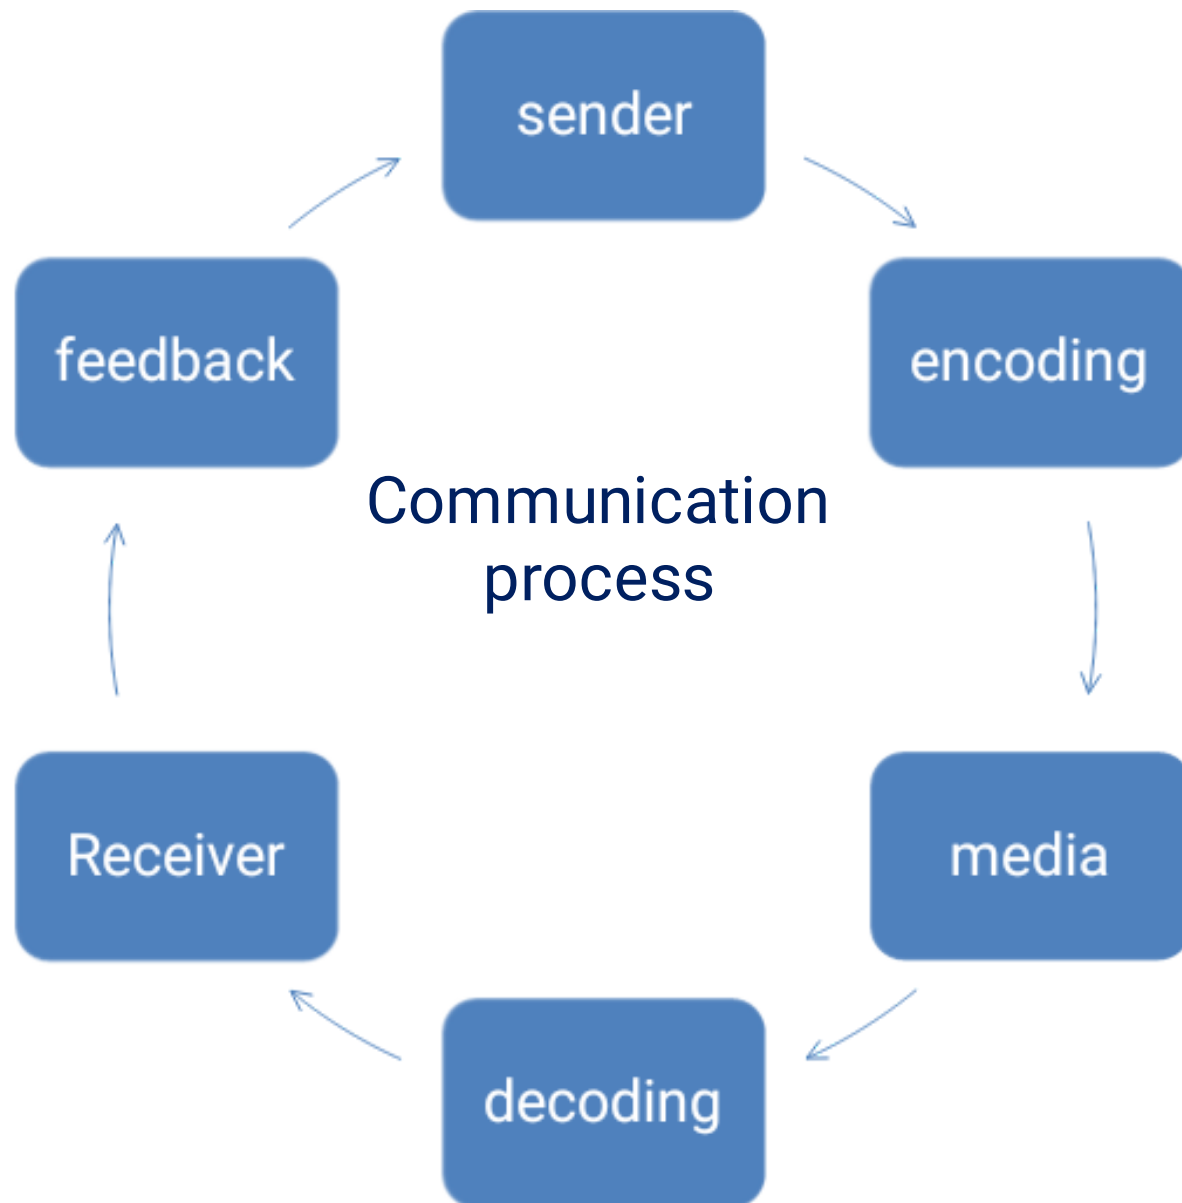 sender
encoding
media
decoding
Receiver
feedback
Communication
process